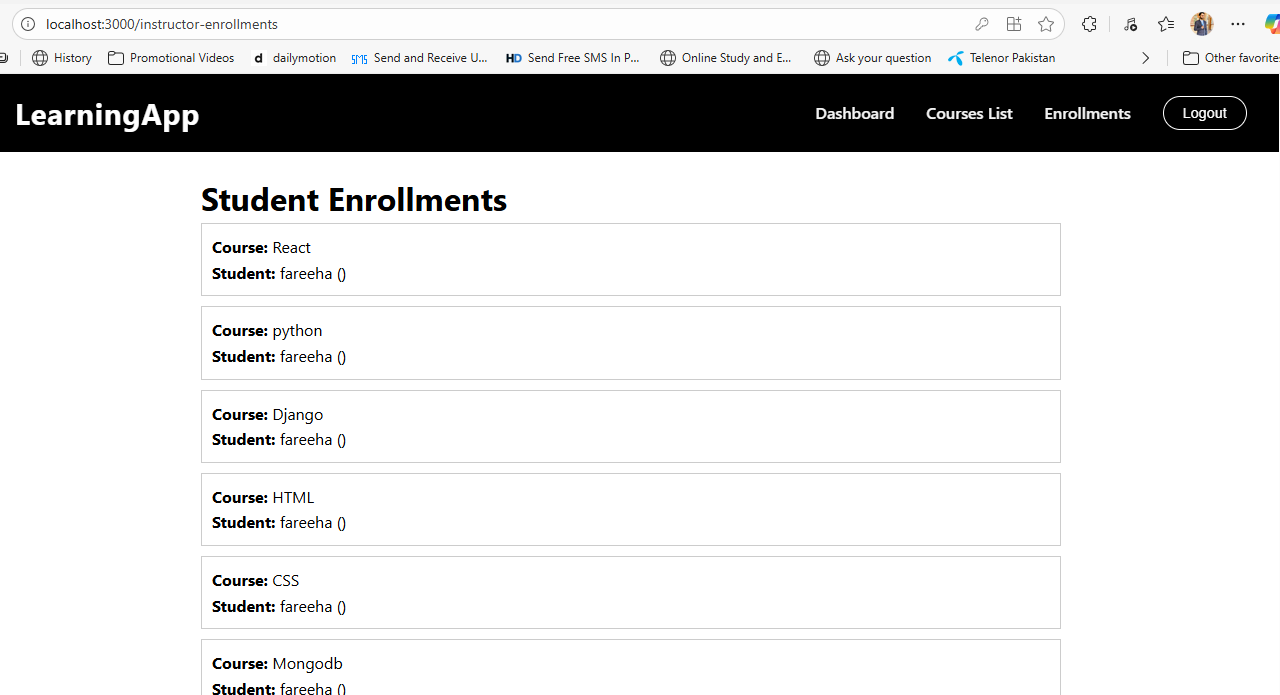 localhost:3000/instructor-enrollments
History Promotional Videos d dailymotion SMS Send and Receive U... HD Send Free SMS In P... Online Study and E... Ask your question Telenor Pakistan Other favorites
LearningApp Dashboard Courses List Enrollments Logout
Student Enrollments
Course: React
Student: fareeha ()
Course: python
Student: fareeha ()
Course: Django
Student: fareeha ()
Course: HTML
Student: fareeha ()
Course: CSS
Student: fareeha ()
Course: Mongodb
Student: fareeha ()